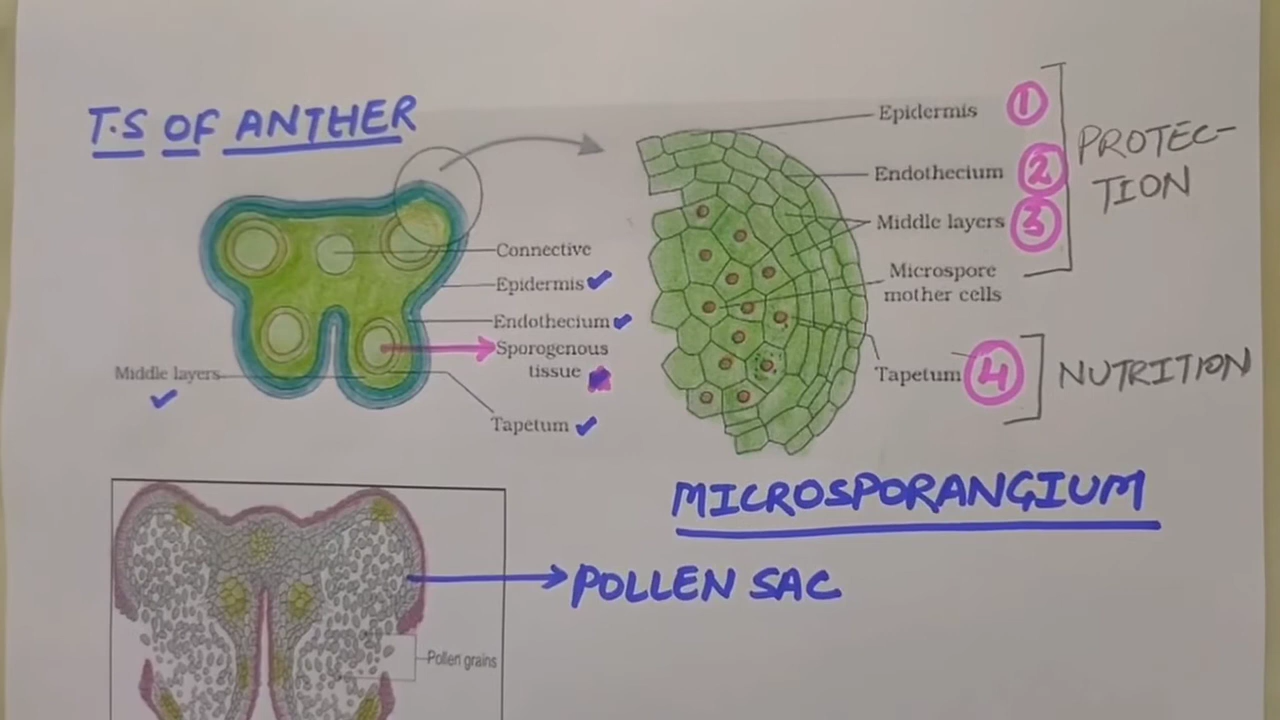 T.S OF ANTHER
Connective
Epidermis
Endothecium
Sporogenous
tissue
Middle layers
Tapetum
Epidermis 1
Endothecium 2
Middle layers 3
PROTEC-
TION
Microspore
mother cells
Tapetum 4
NUTRITION
MICROSPORANGIUM
POLLEN SAC
Pollen grains